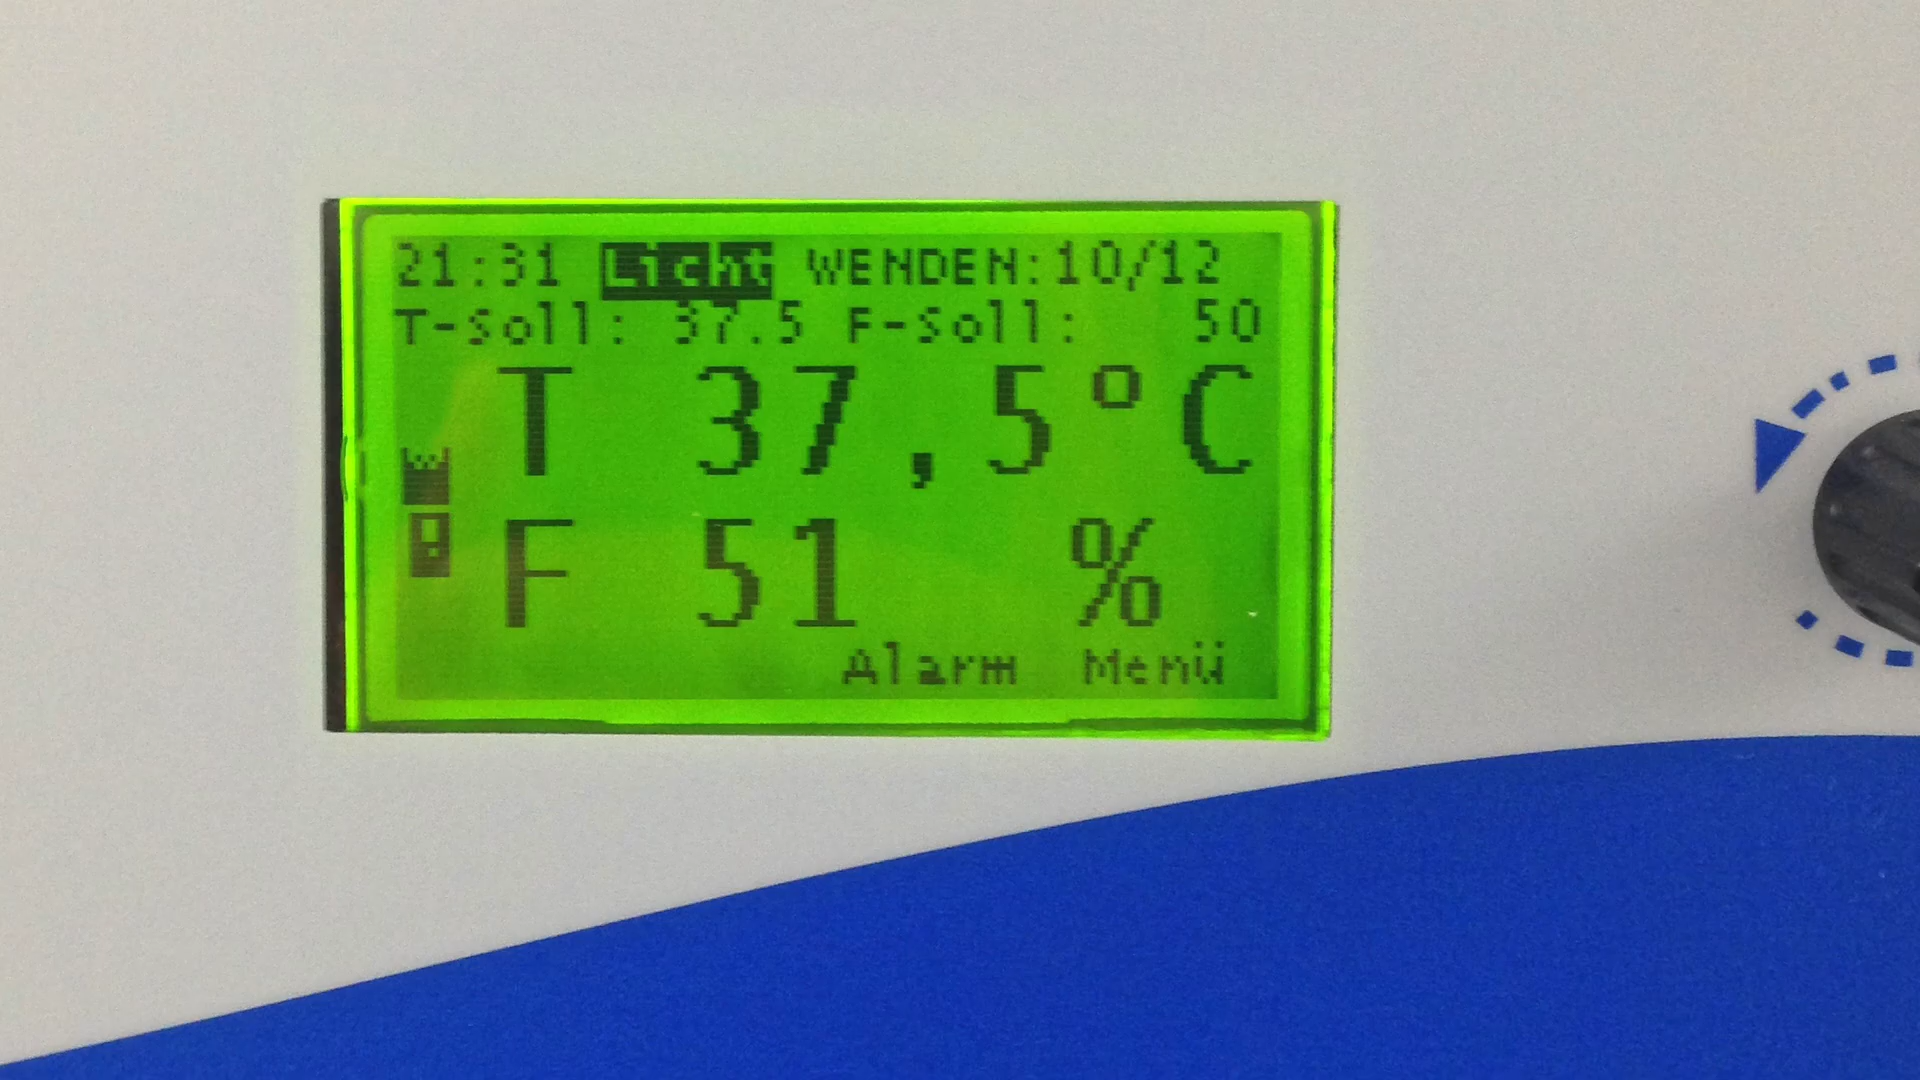 21:31 Licht WENDEN:10/12
T-Soll: 37.5 F-Soll: 50
T 37,5°C
F 51 %
Alarm Menü